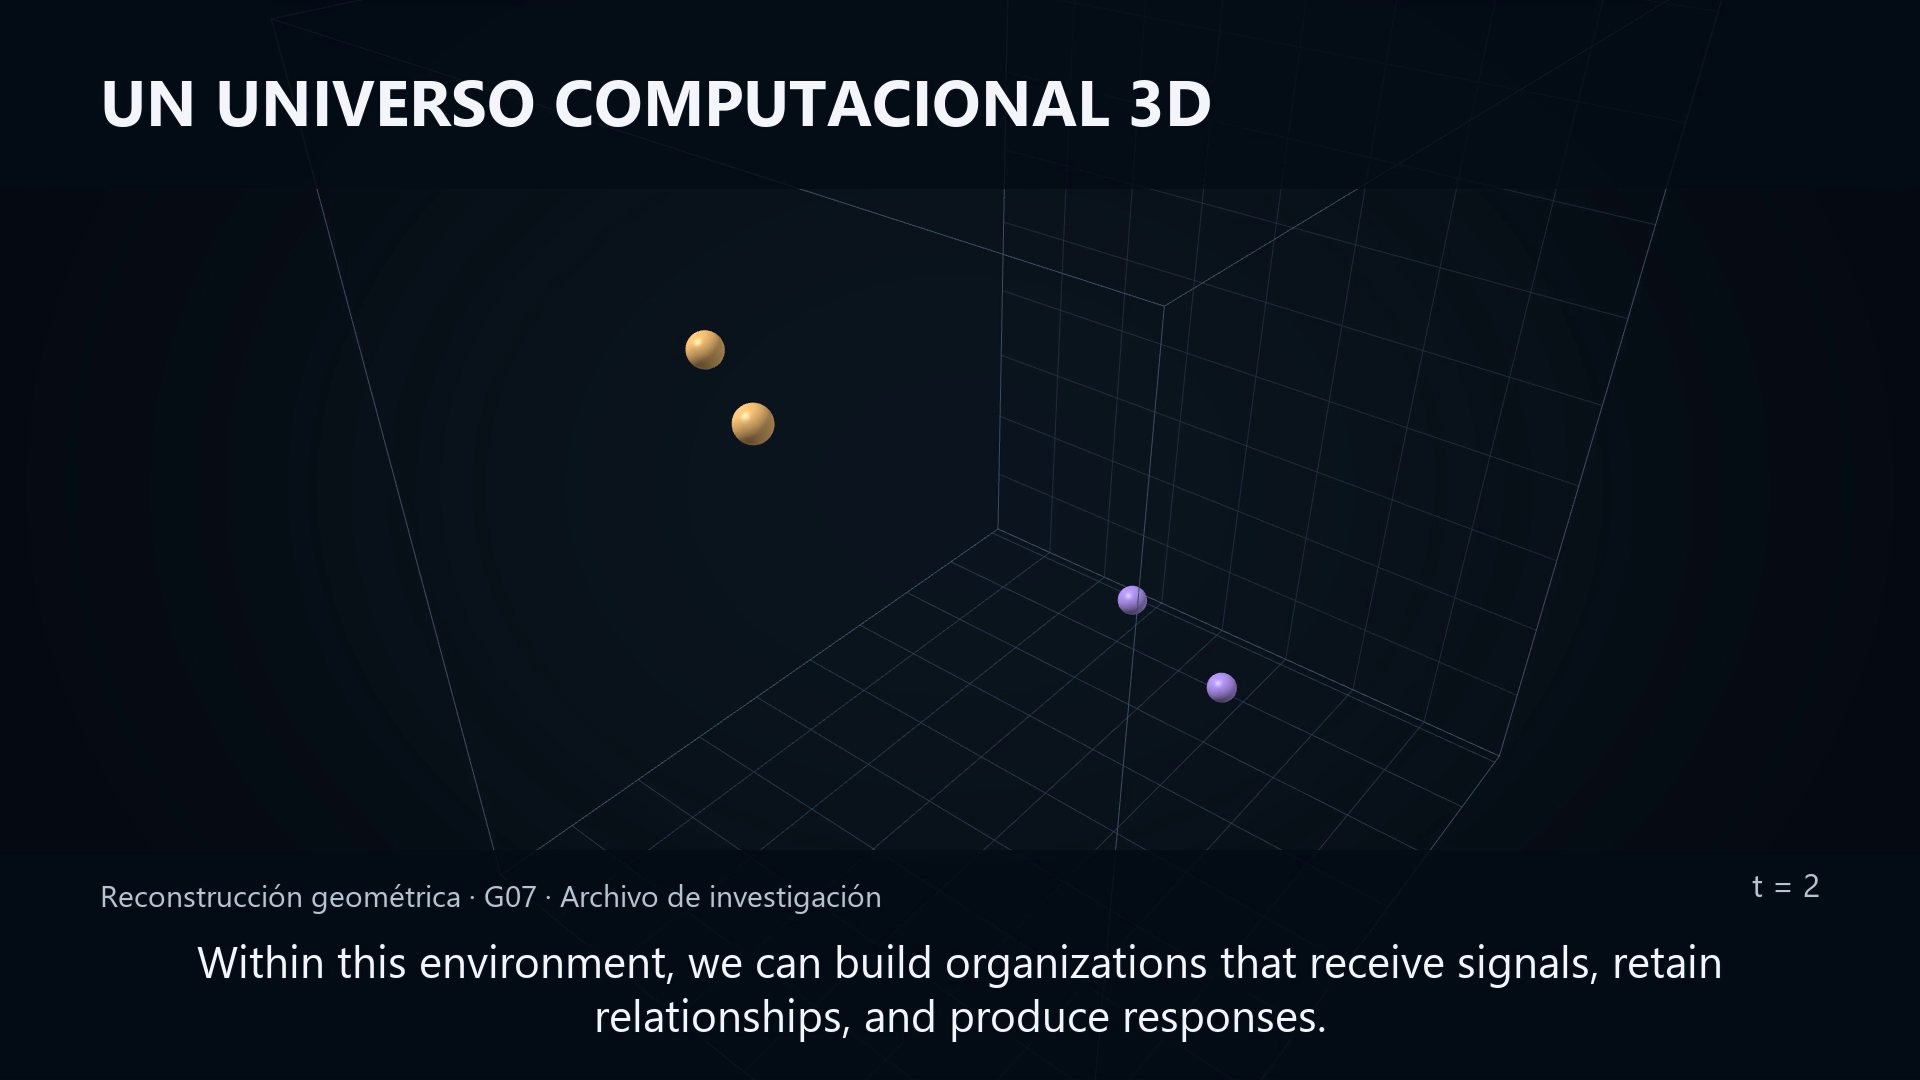 UN UNIVERSO COMPUTACIONAL 3D
Reconstrucción geométrica · G07 · Archivo de investigación
t = 2
Within this environment, we can build organizations that receive signals, retain
relationships, and produce responses.